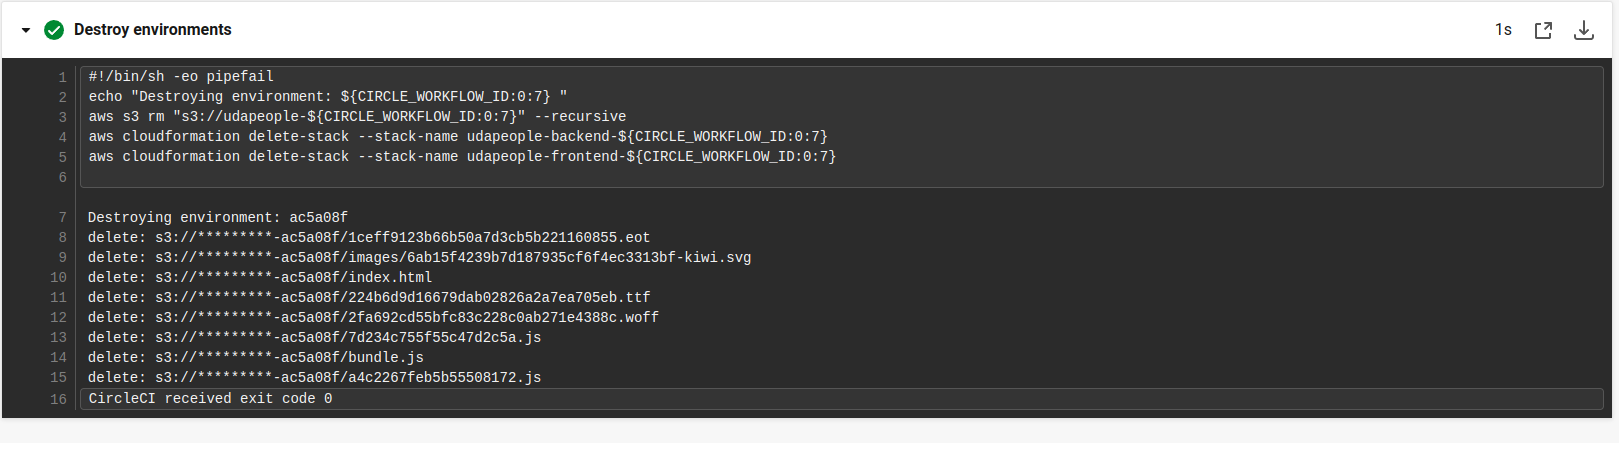 Destroy environments
1s
1 #!/bin/sh -eo pipefail
2 echo "Destroying environment: ${CIRCLE_WORKFLOW_ID:0:7} "
3 aws s3 rm "s3://udapeople-${CIRCLE_WORKFLOW_ID:0:7}" --recursive
4 aws cloudformation delete-stack --stack-name udapeople-backend-${CIRCLE_WORKFLOW_ID:0:7}
5 aws cloudformation delete-stack --stack-name udapeople-frontend-${CIRCLE_WORKFLOW_ID:0:7}
6
7 Destroying environment: ac5a08f
8 delete: s3://*********-ac5a08f/1ceff9123b66b50a7d3cb5b221160855.eot
9 delete: s3://*********-ac5a08f/images/6ab15f4239b7d187935cf6f4ec3313bf-kiwi.svg
10 delete: s3://*********-ac5a08f/index.html
11 delete: s3://*********-ac5a08f/224b6d9d16679dab02826a2a7ea705eb.ttf
12 delete: s3://*********-ac5a08f/2fa692cd55bfc83c228c0ab271e4388c.woff
13 delete: s3://*********-ac5a08f/7d234c755f55c47d2c5a.js
14 delete: s3://*********-ac5a08f/bundle.js
15 delete: s3://*********-ac5a08f/a4c2267feb5b55508172.js
16 CircleCI received exit code 0